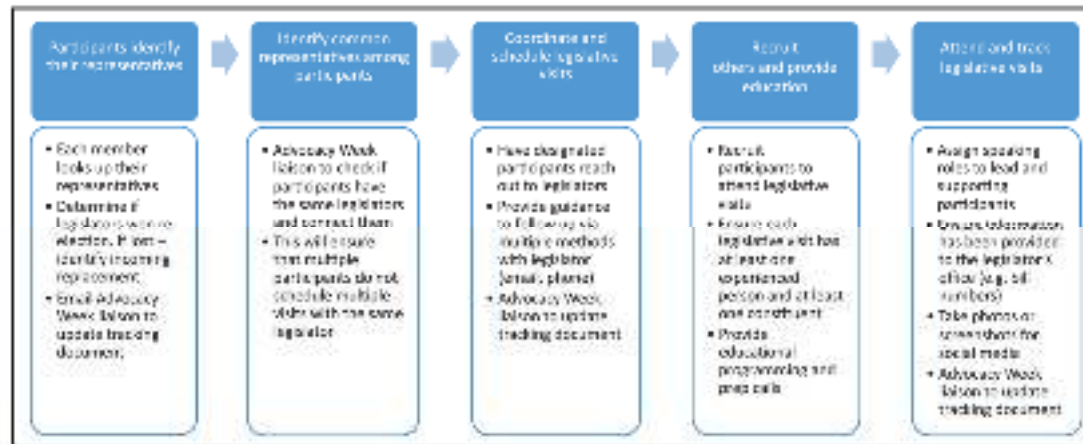 Participants identify
their representatives
Identify common
representatives among
participants
Coordinate and
schedule legislative
visits
Recruit
others and provide
education
Attend and track
legislative visits
• Each member
looks up their
representatives
• Determine if
legislators won re
election. If lost –
identify incoming
replacement
• Email Advocacy
Week liaison to
update tracking
document
• Advocacy Week
liaison to check if
participants have
the same legislators
and connect them
• This will ensure
that multiple
participants do not
schedule multiple
visits with the same
legislator
• Have designated
participants reach
out to legislators
• Provide guidance
to follow up via
multiple methods
with legislator
(email, phone)
• Advocacy Week
liaison to update
tracking document
• Recruit
participants to
attend legislative
visits
• Ensure each
legislative visit has
at least one
experienced
person and at least
one constituent
• Provide
educational
programming and
prep calls
• Assign speaking
roles to lead and
supporting
participants
• Ensure information
has been provided
to the legislator's
office (e.g. bill
numbers)
• Take photos or
screenshots for
social media
• Advocacy Week
liaison to update
tracking document